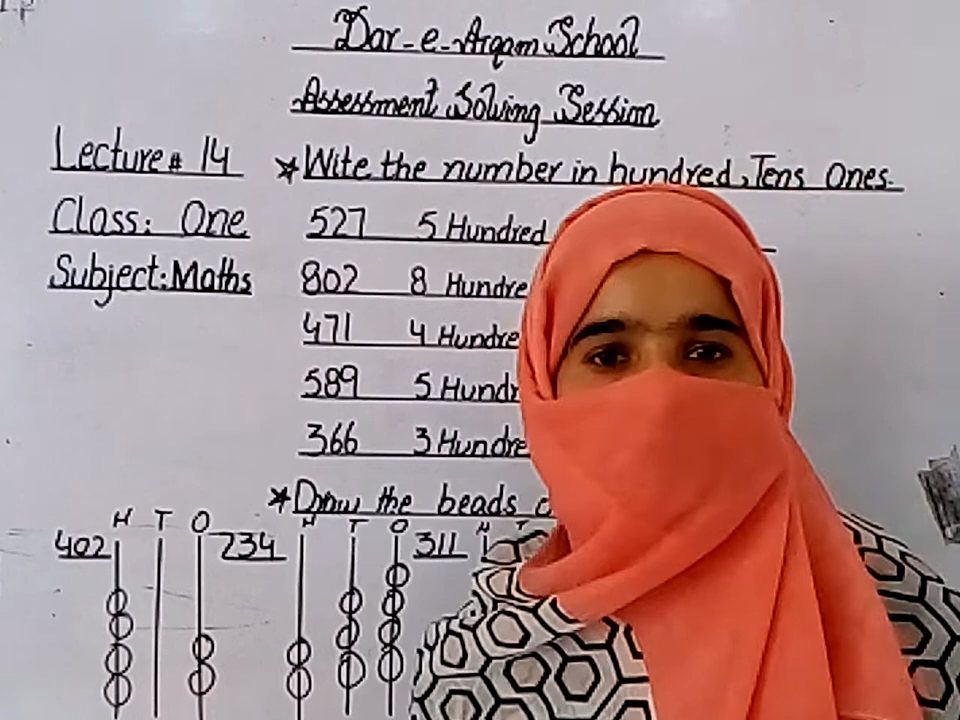 Dar-e-Arqam School
Assessment Solving Session
Lecture # 14
Class: One
Subject: Maths
* Wite the number in hundred, Tens Ones.
527 5 Hundred
802 8 Hundre
471 4 Hundre
589 5 Hundr
366 3 Hundre
* Draw the beads
402 H T O
234 H T O
311 H T